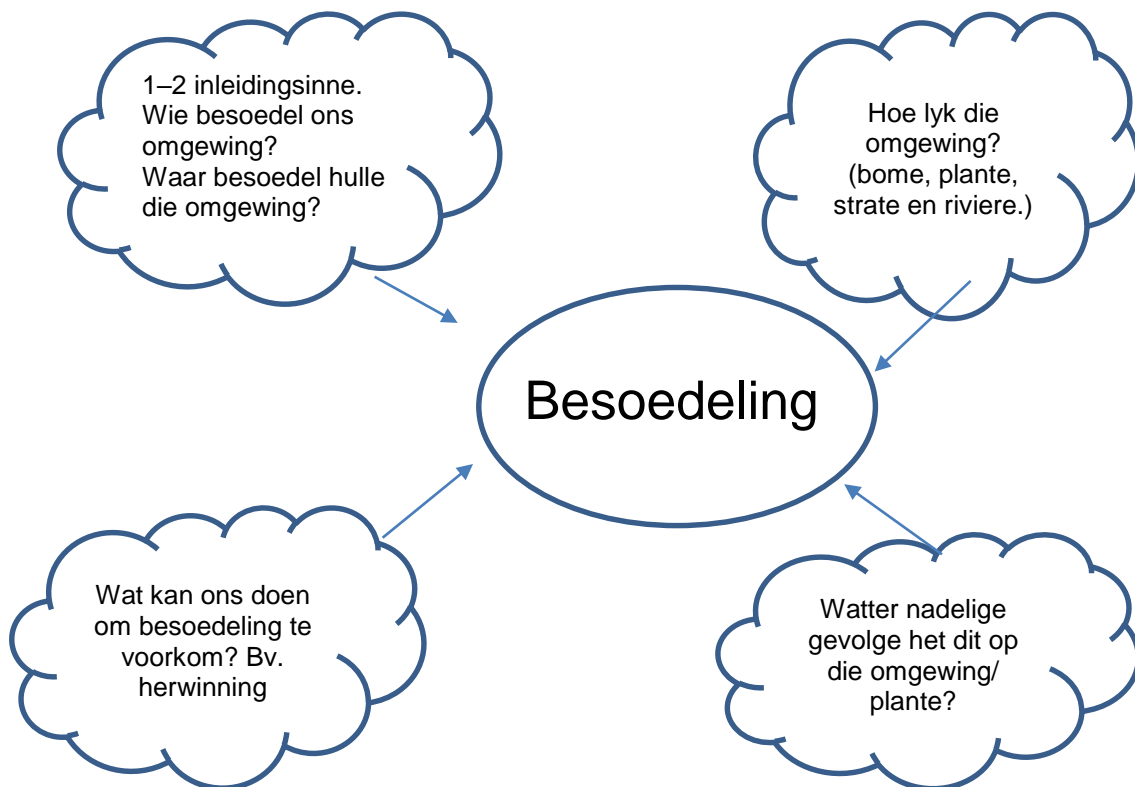 1–2 inleidingsinne.
Wie besoedel ons
omgewing?
Waar besoedel hulle
die omgewing?
Hoe lyk die
omgewing?
(bome, plante,
strate en riviere.)
Besoedeling
Wat kan ons doen
om besoedeling te
voorkom? Bv.
herwinning
Watter nadelige
gevolge het dit op
die omgewing/
plante?